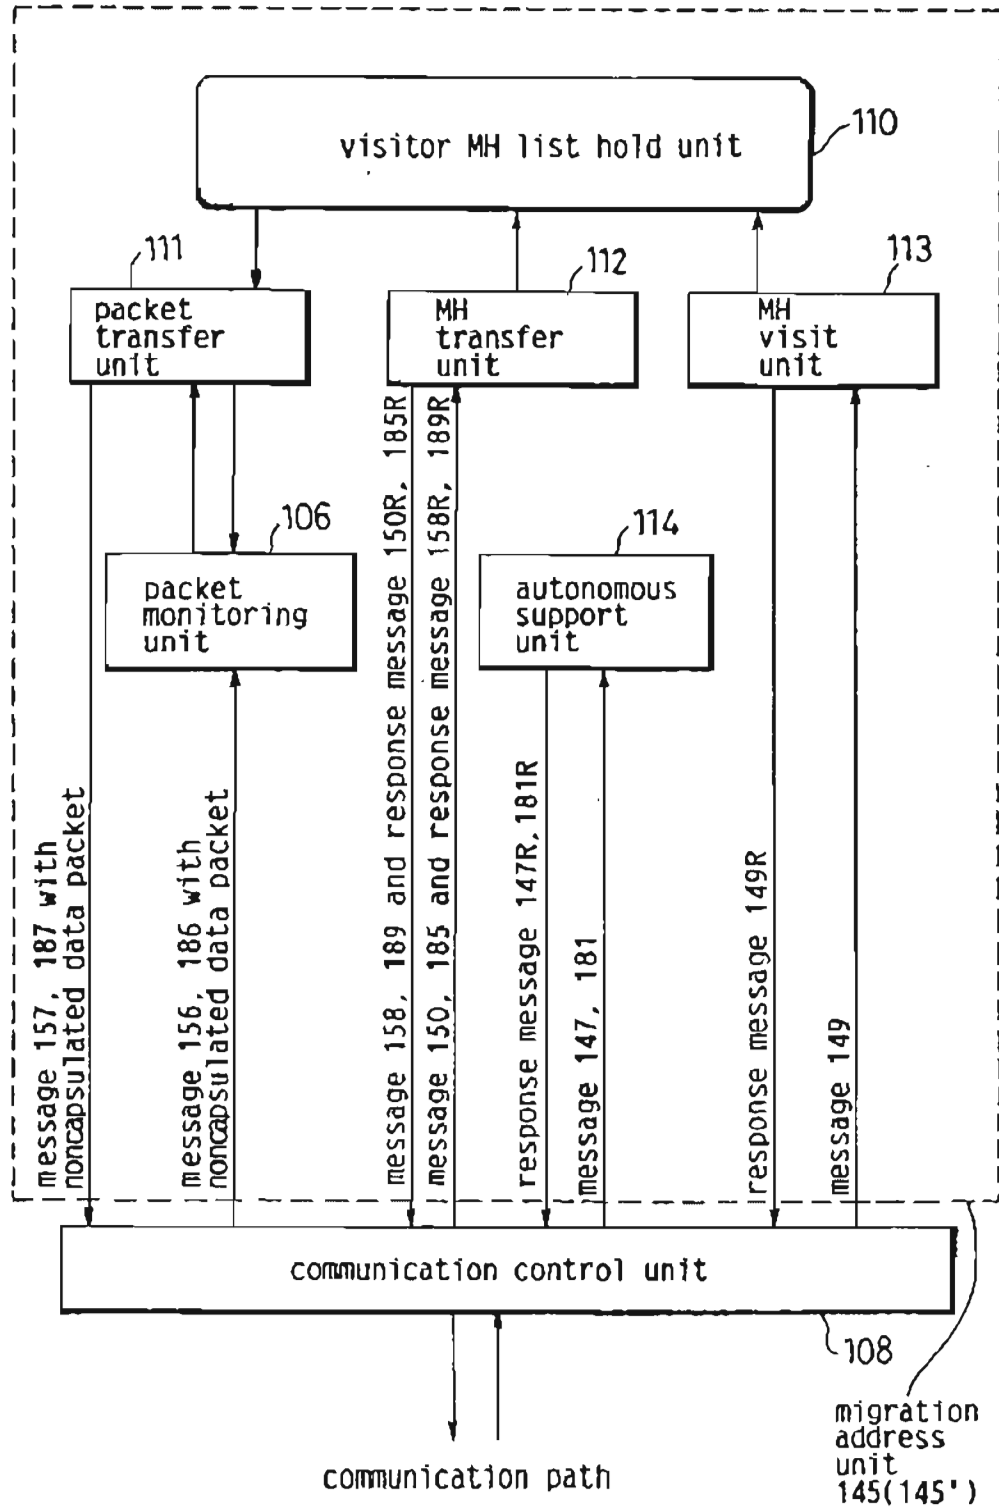 visitor MH list hold unit
110
111
112
113
packet
transfer
unit
MH
transfer
unit
MH
visit
unit
106
114
packet
monitoring
unit
autonomous
support
unit
message 157, 187 with
noncapsulated data packet
message 156, 186 with
noncapsulated data packet
message 158, 189 and response message 150R, 185R
message 150, 185 and response message 158R, 189R
response message 147R,181R
message 147, 181
response message 149R
message 149
communication control unit
108
communication path
migration
address
unit
145(145')